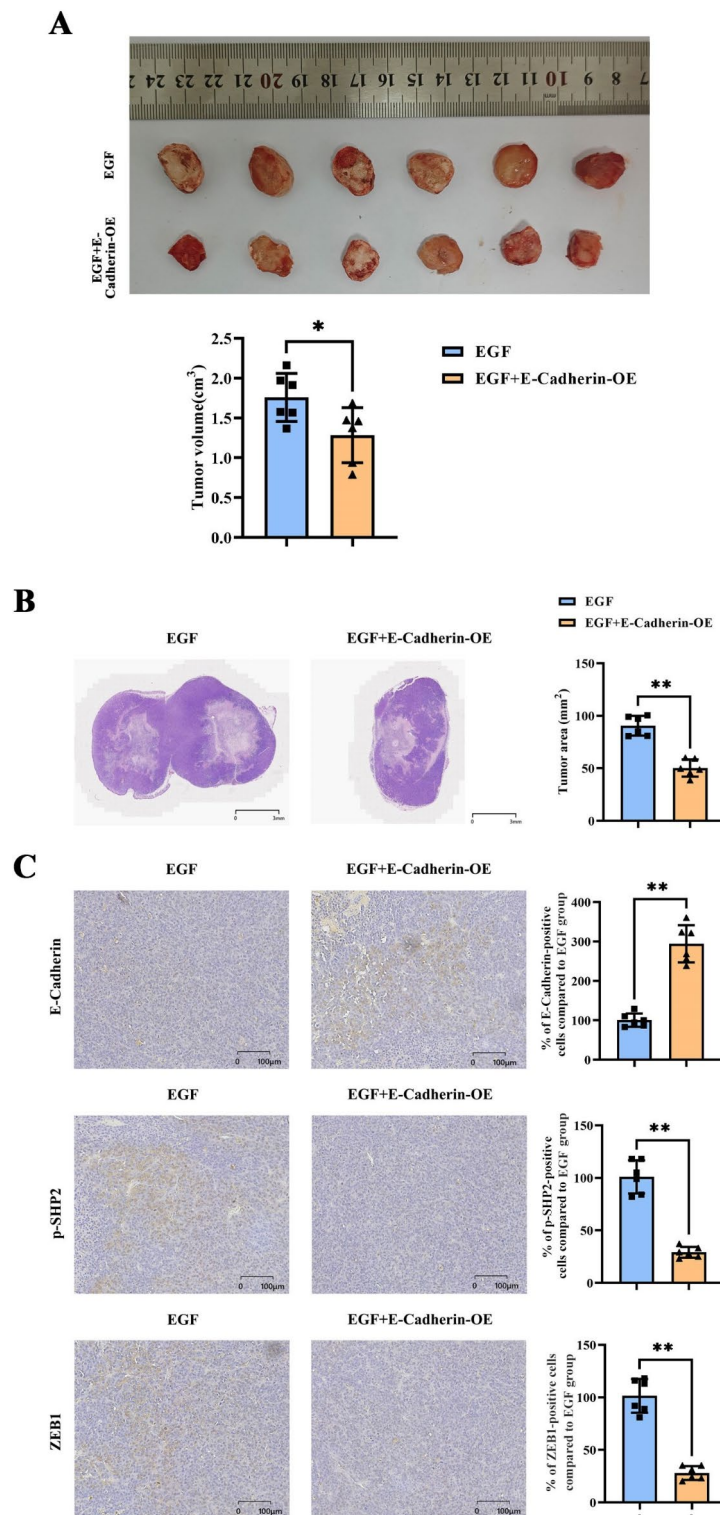 A
24 23 22 21 20 19 18 17 16 15 14 13 12 11 10 9 8 7
EGF
EGF+E-
Cadherin-OE
Tumor volume(cm³)
2.5
2.0
1.5
1.0
0.5
0.0
*
EGF
EGF+E-Cadherin-OE
B
EGF
EGF+E-Cadherin-OE
0 3mm
0 3mm
EGF
EGF+E-Cadherin-OE
Tumor area (mm²)
150
100
50
0
**
C
EGF
EGF+E-Cadherin-OE
E-Cadherin
0 100μm
0 100μm
% of E-Cadherin-positive
cells compared to EGF group
400
300
200
100
0
**
EGF
EGF+E-Cadherin-OE
p-SHP2
0 100μm
0 100μm
% of p-SHP2-positive
cells compared to EGF group
150
100
50
0
**
EGF
EGF+E-Cadherin-OE
ZEB1
0 100μm
0 100μm
% of ZEB1-positive cells
compared to EGF group
150
100
50
0
**